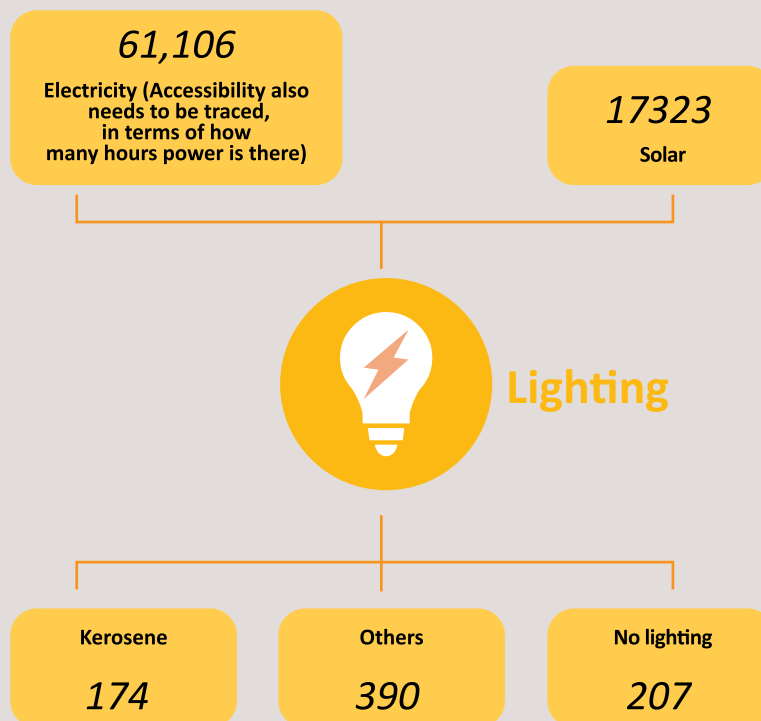 61,106
Electricity (Accessibility also
needs to be traced,
in terms of how
many hours power is there)
17323
Solar
Lighting
Kerosene
174
Others
390
No lighting
207